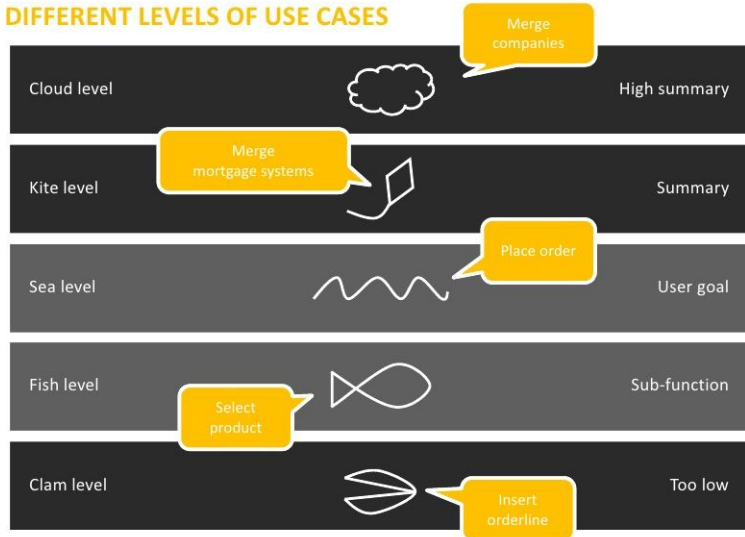 DIFFERENT LEVELS OF USE CASES
Merge
companies
Cloud level
High summary
Merge
mortgage systems
Kite level
Summary
Place order
Sea level
User goal
Fish level
Sub-function
Select
product
Clam level
Too low
Insert
orderline